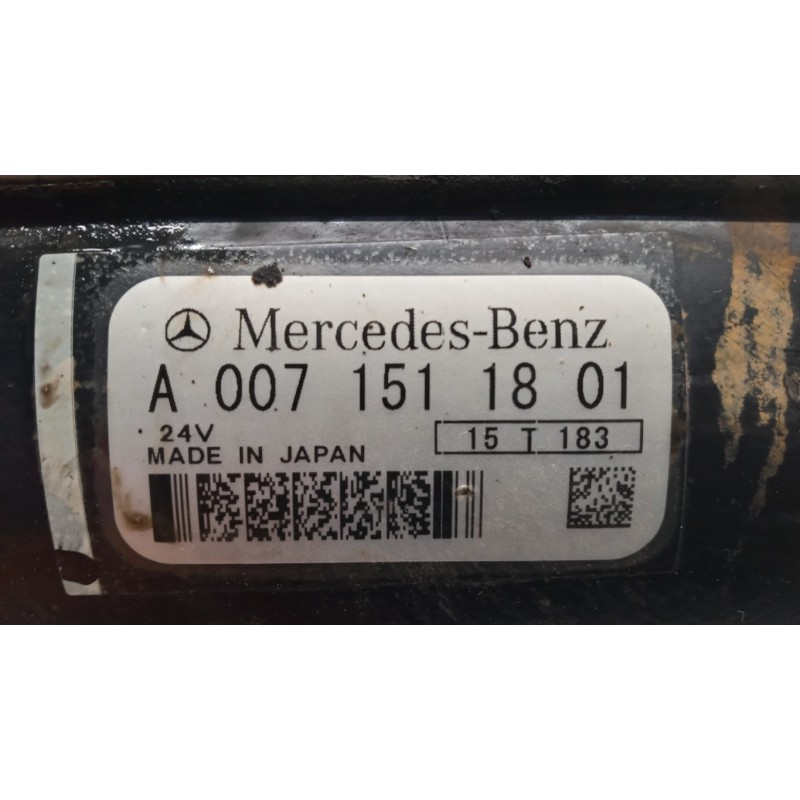 Mercedes-Benz
A 007 151 18 01
24V 15 T 183
MADE IN JAPAN